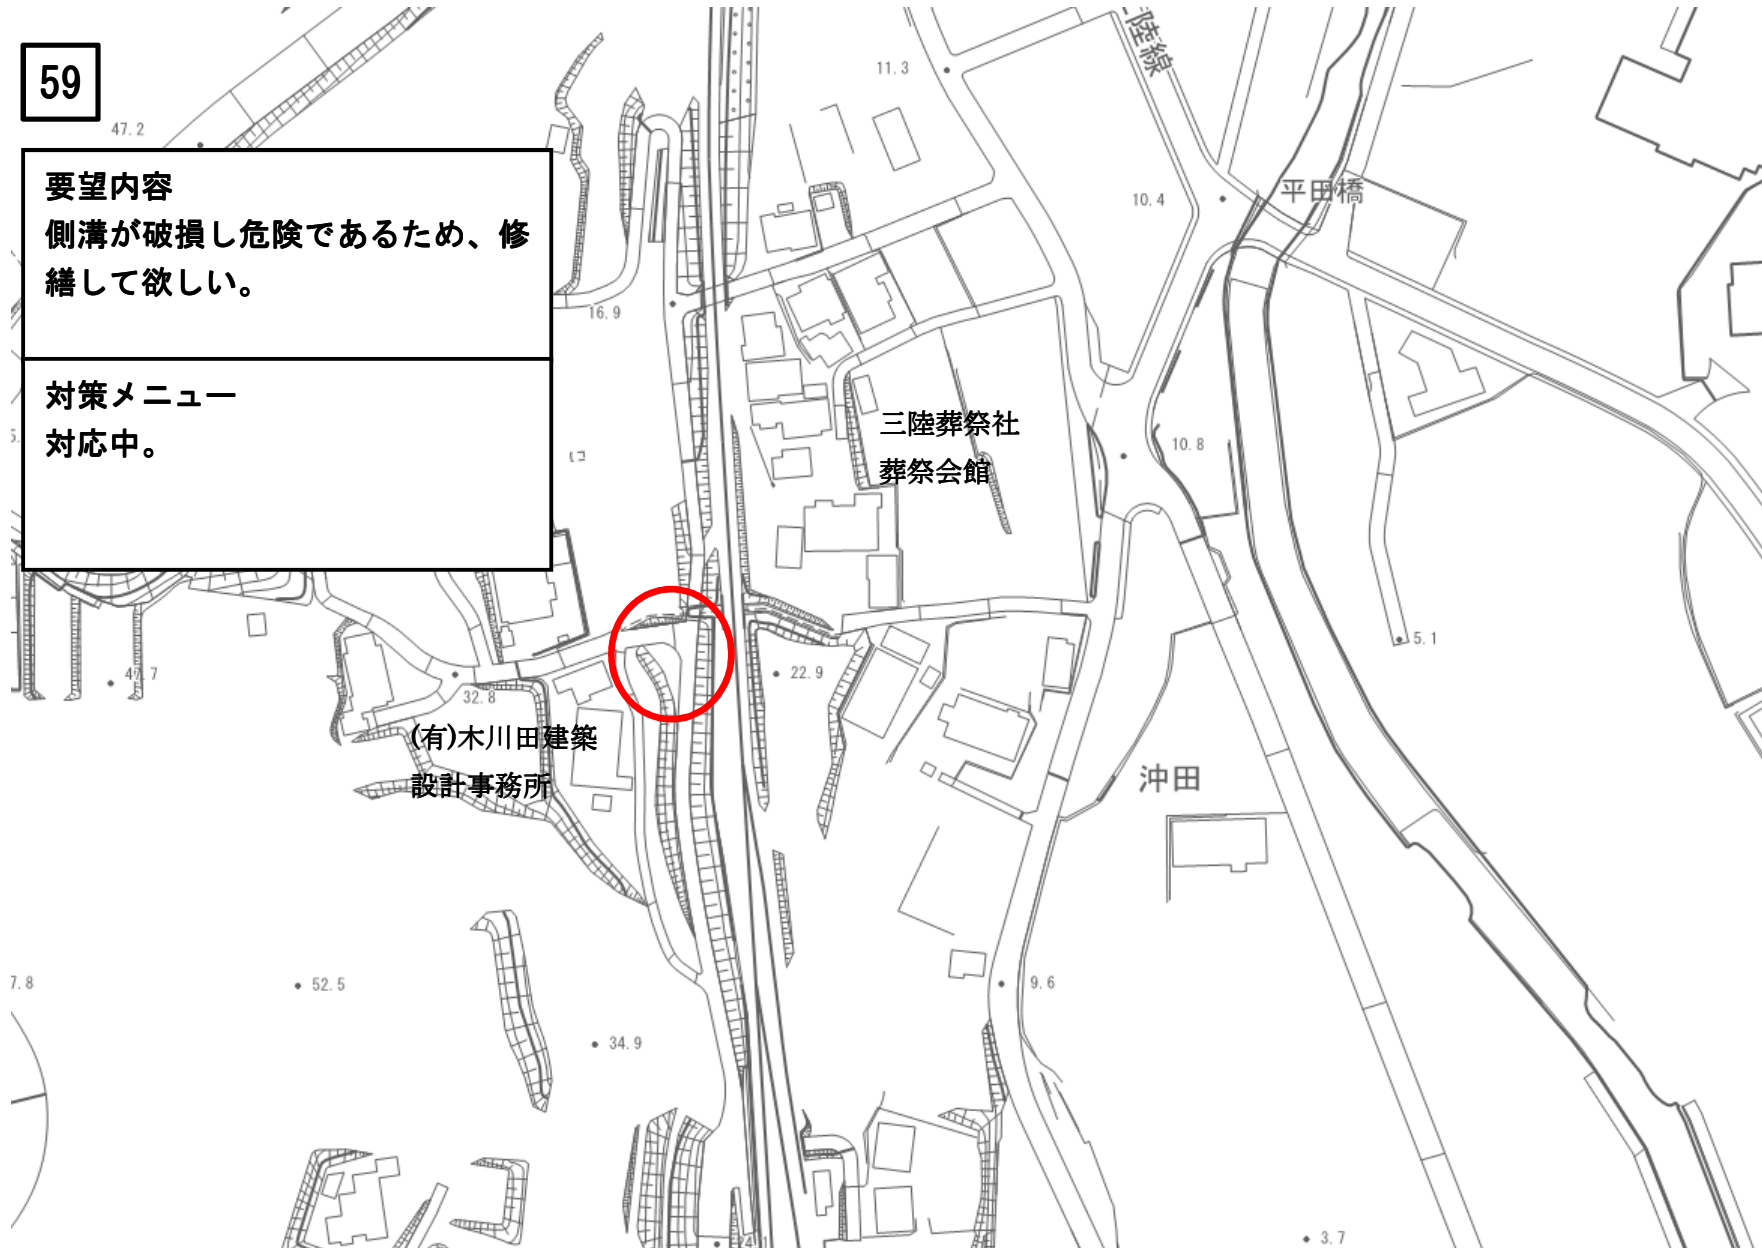 59
47.2
要望内容
側溝が破損し危険であるため、修
繕して欲しい。
対策メニュー
対応中。
11.3
陸線
10.4
平田橋
16.9
三陸葬祭社
葬祭会館
10.8
5.1
47.7
32.8
22.9
(有)木川田建築
設計事務所
沖田
7.8
52.5
9.6
34.9
24.1
3.7